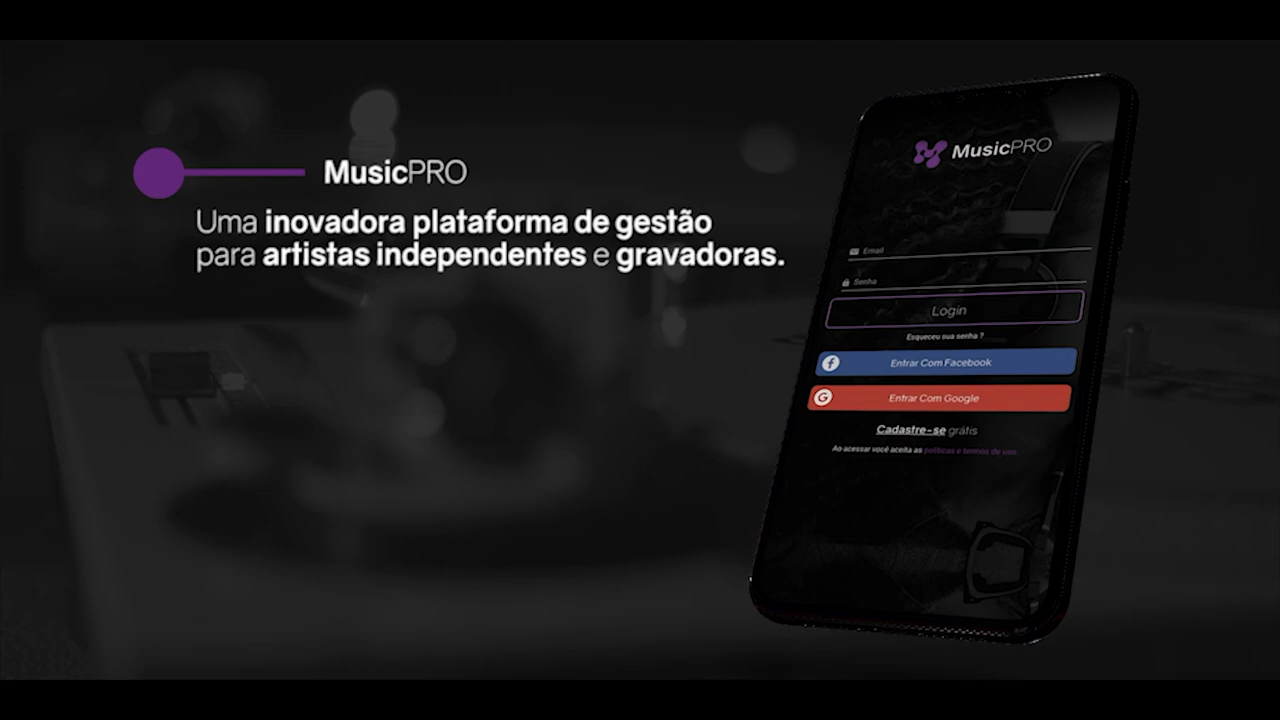 MusicPRO
Uma inovadora plataforma de gestão
para artistas independentes e gravadoras.
MusicPRO
Email
Senha
Login
Esqueceu sua senha ?
Entrar Com Facebook
Entrar Com Google
Cadastre-se grátis
Ao acessar você aceita as políticas e termos de uso.